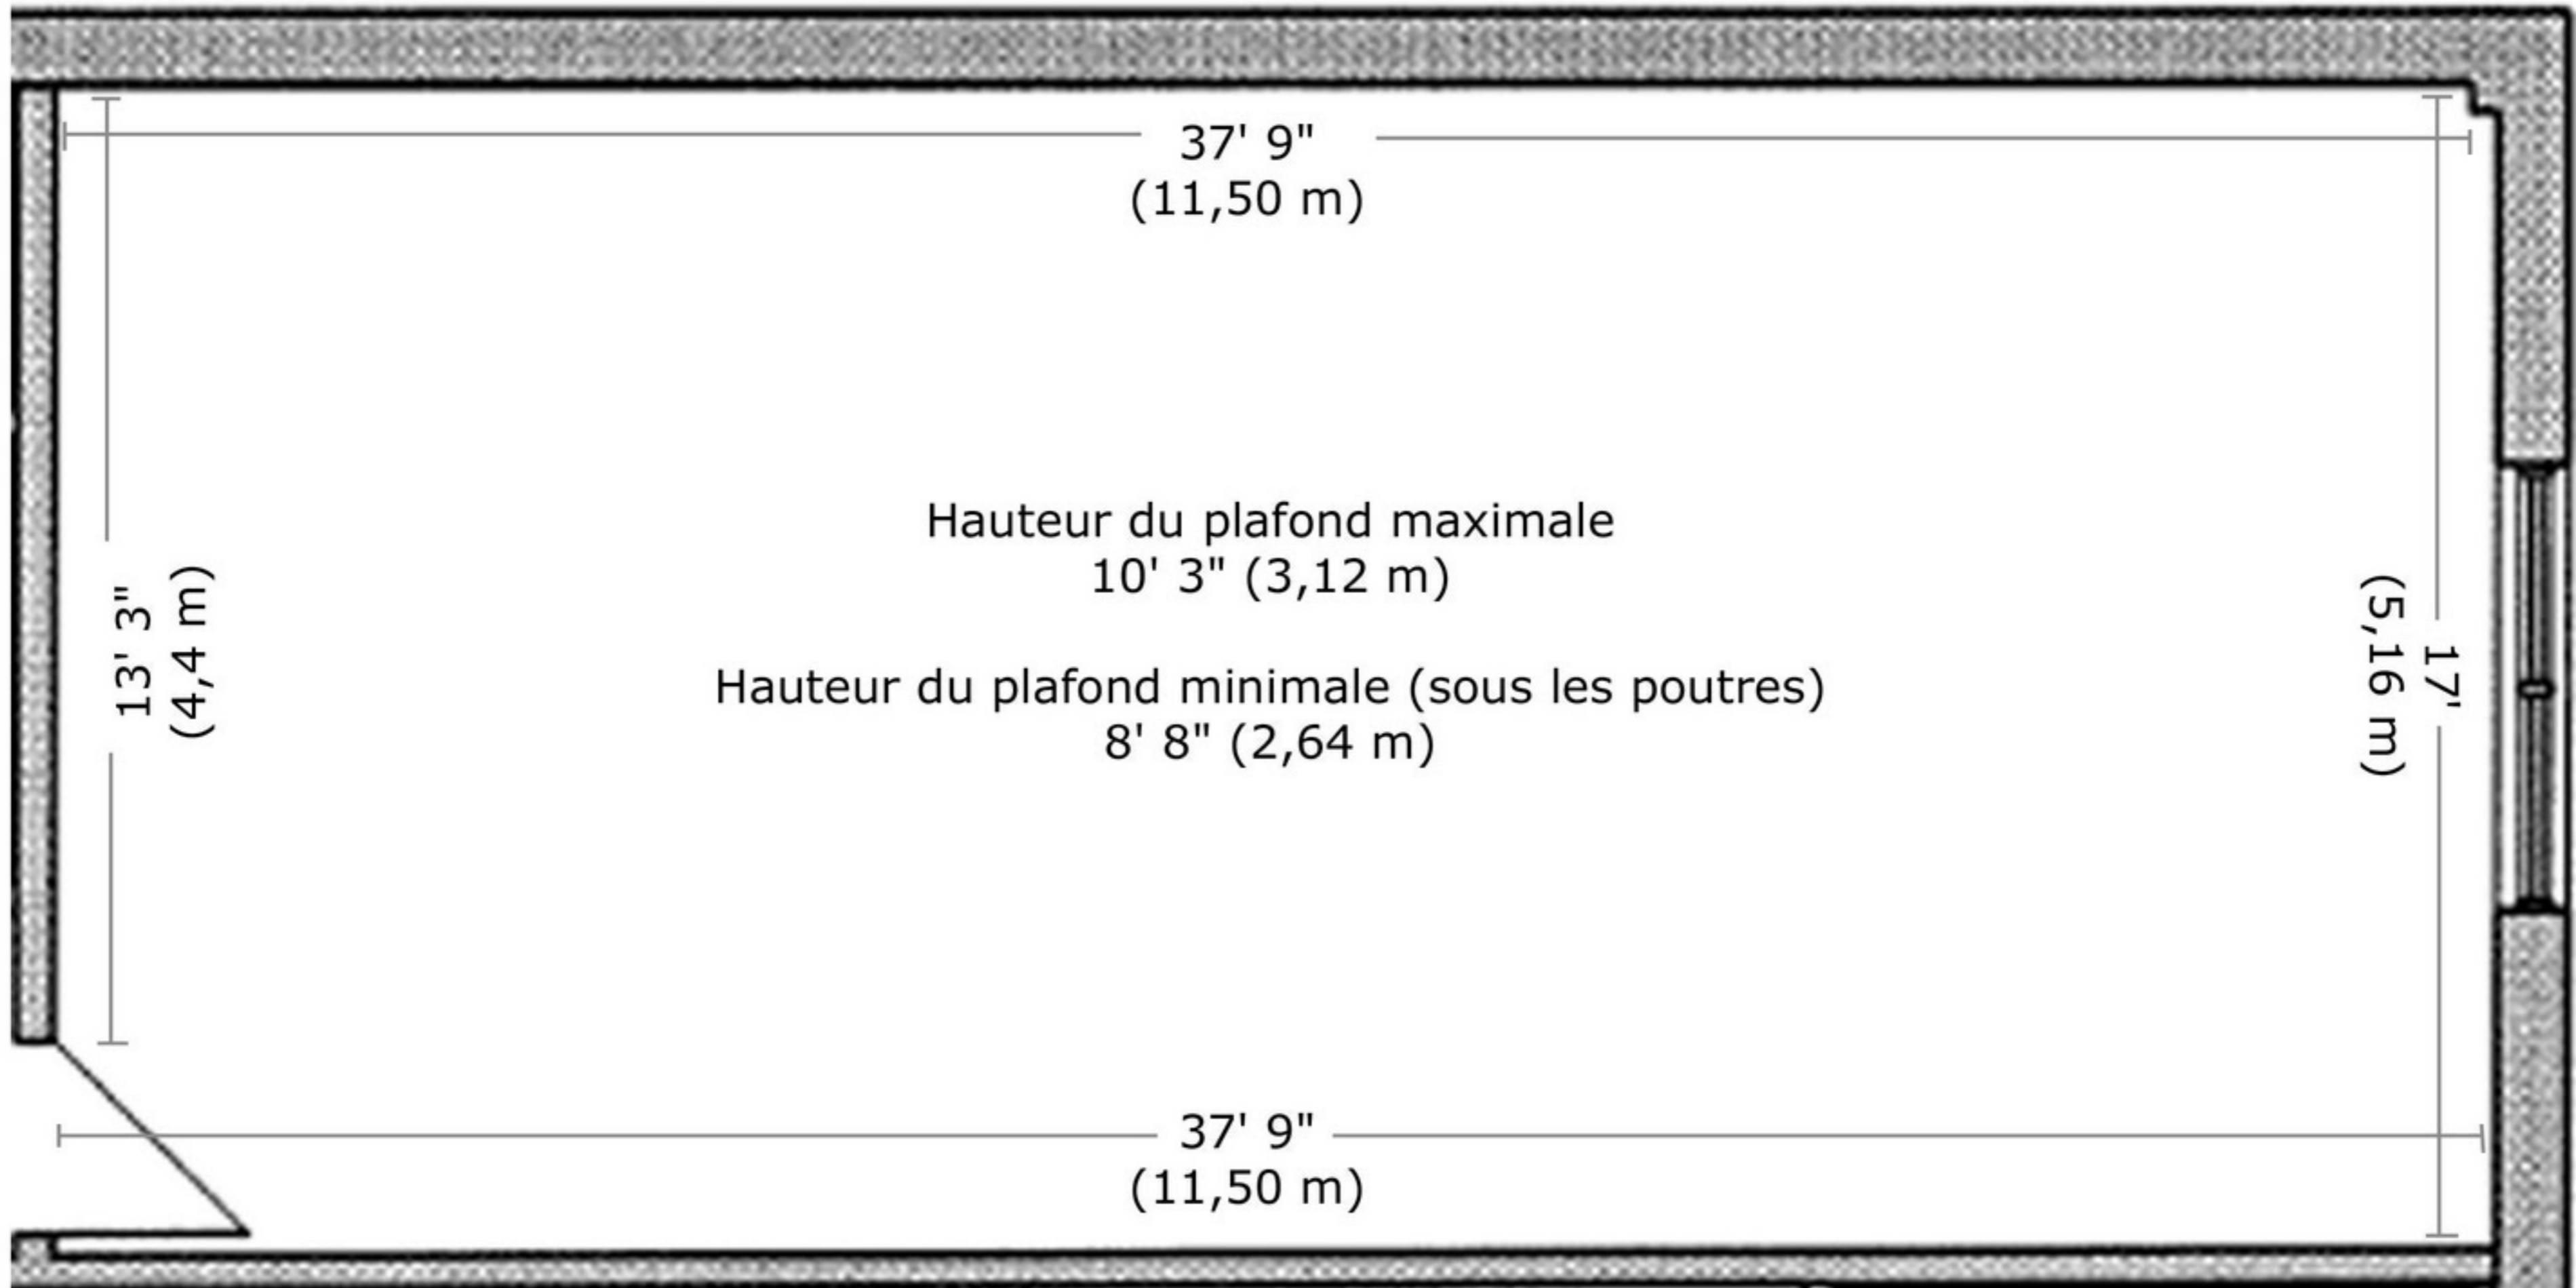 37' 9"
(11,50 m)
Hauteur du plafond maximale
10' 3" (3,12 m)
Hauteur du plafond minimale (sous les poutres)
8' 8" (2,64 m)
13' 3"
(4,4 m)
17'
(5,16 m)
37' 9"
(11,50 m)